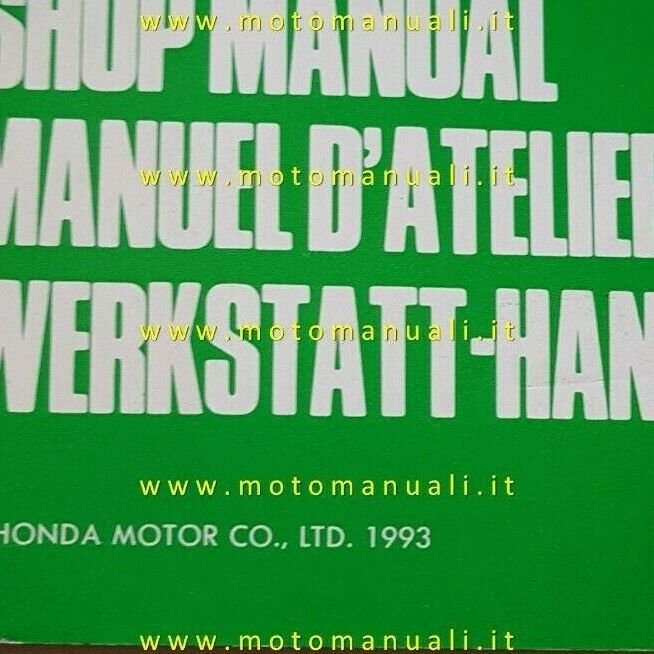 www.motomanuali.it
SHOP MANUAL
www.motomanuali.it
MANUEL D'ATELIER
www.motomanuali.it
WERKSTATT-HAN
www.motomanuali.it
HONDA MOTOR CO., LTD. 1993
www.motomanuali.it